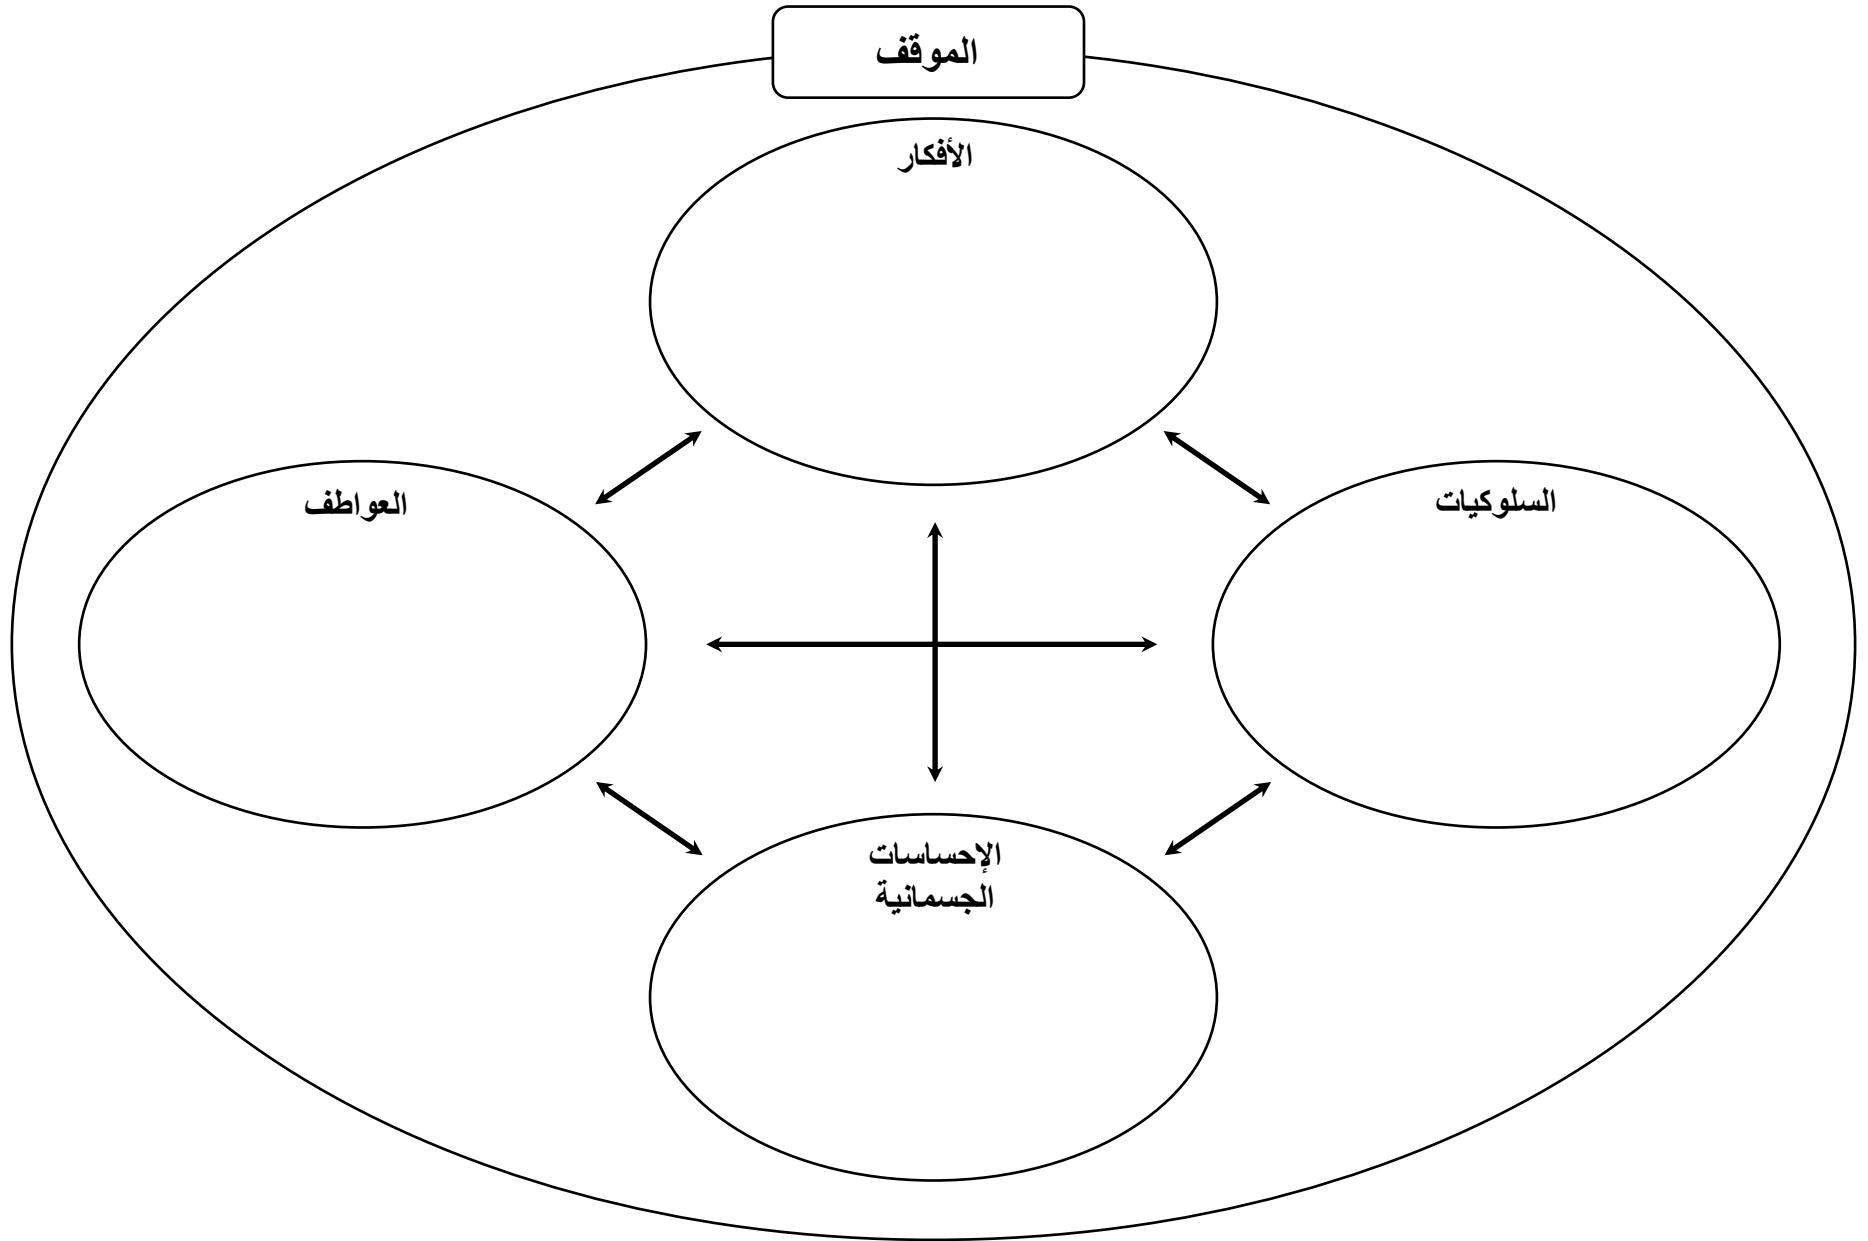 الموقف
الأفكار
السلوكيات
العواطف
الإحساسات
الجسمانية